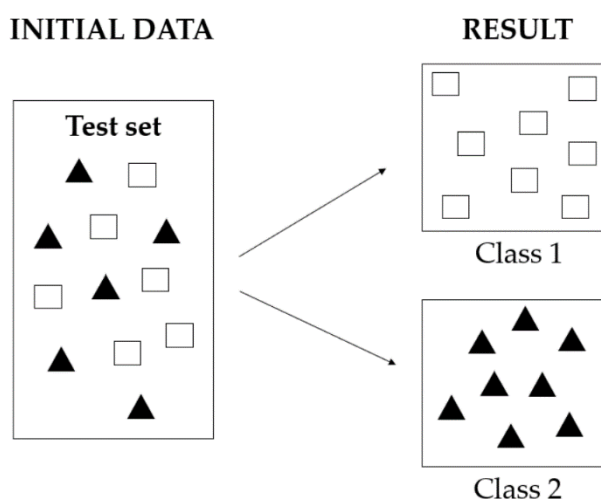 INITIAL DATA
RESULT
Test set
Class 1
Class 2